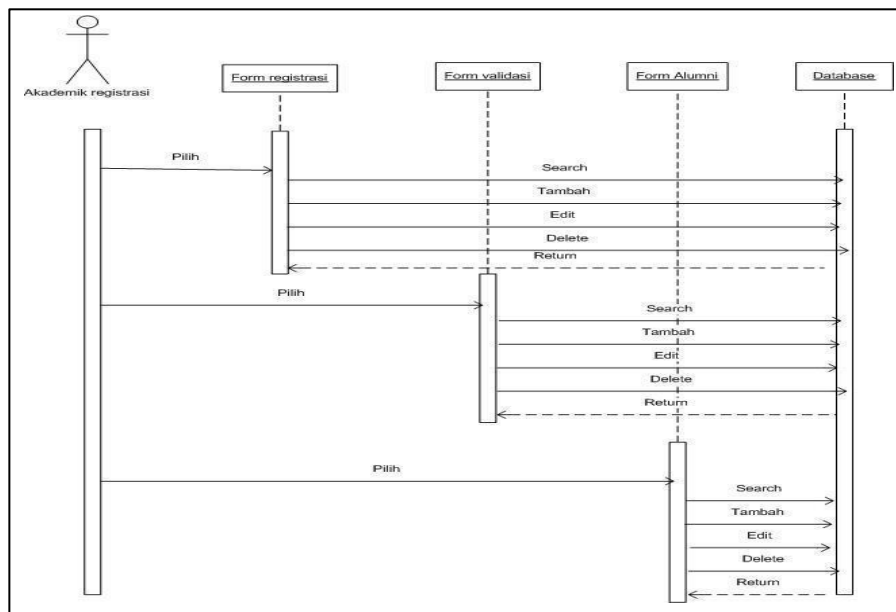 Akademik registrasi
Form registrasi
Form validasi
Form Alumni
Database
Pilih
Search
Tambah
Edit
Delete
Return
Pilih
Search
Tambah
Edit
Delete
Return
Pilih
Search
Tambah
Edit
Delete
Return